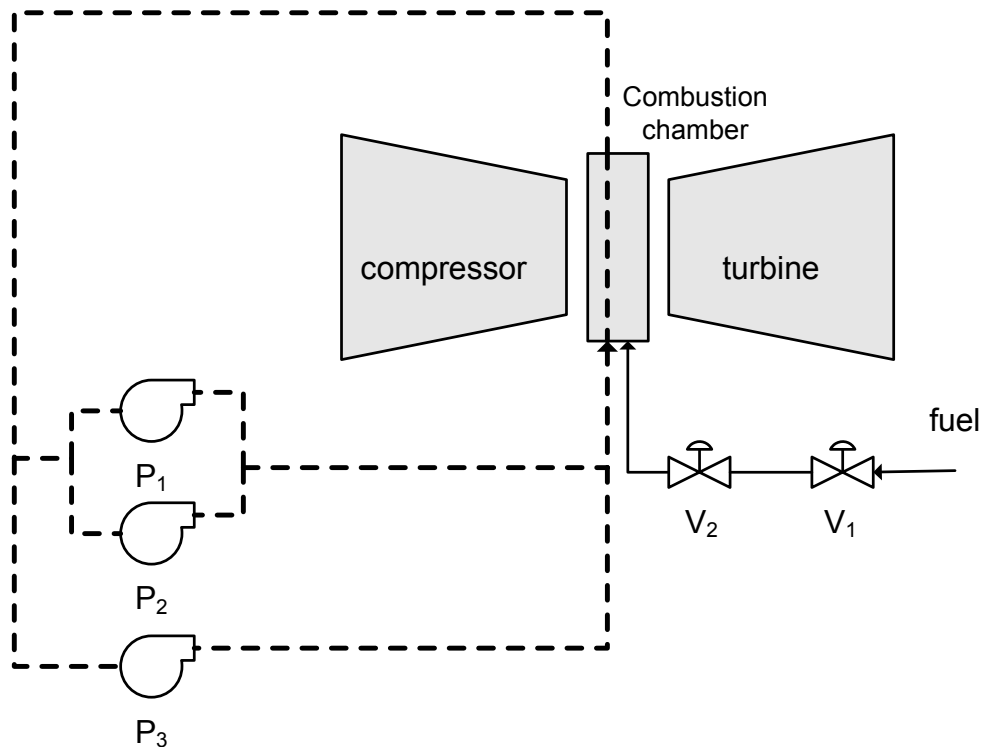 Combustion
chamber
compressor
turbine
fuel
P₁
V₂
V₁
P₂
P₃